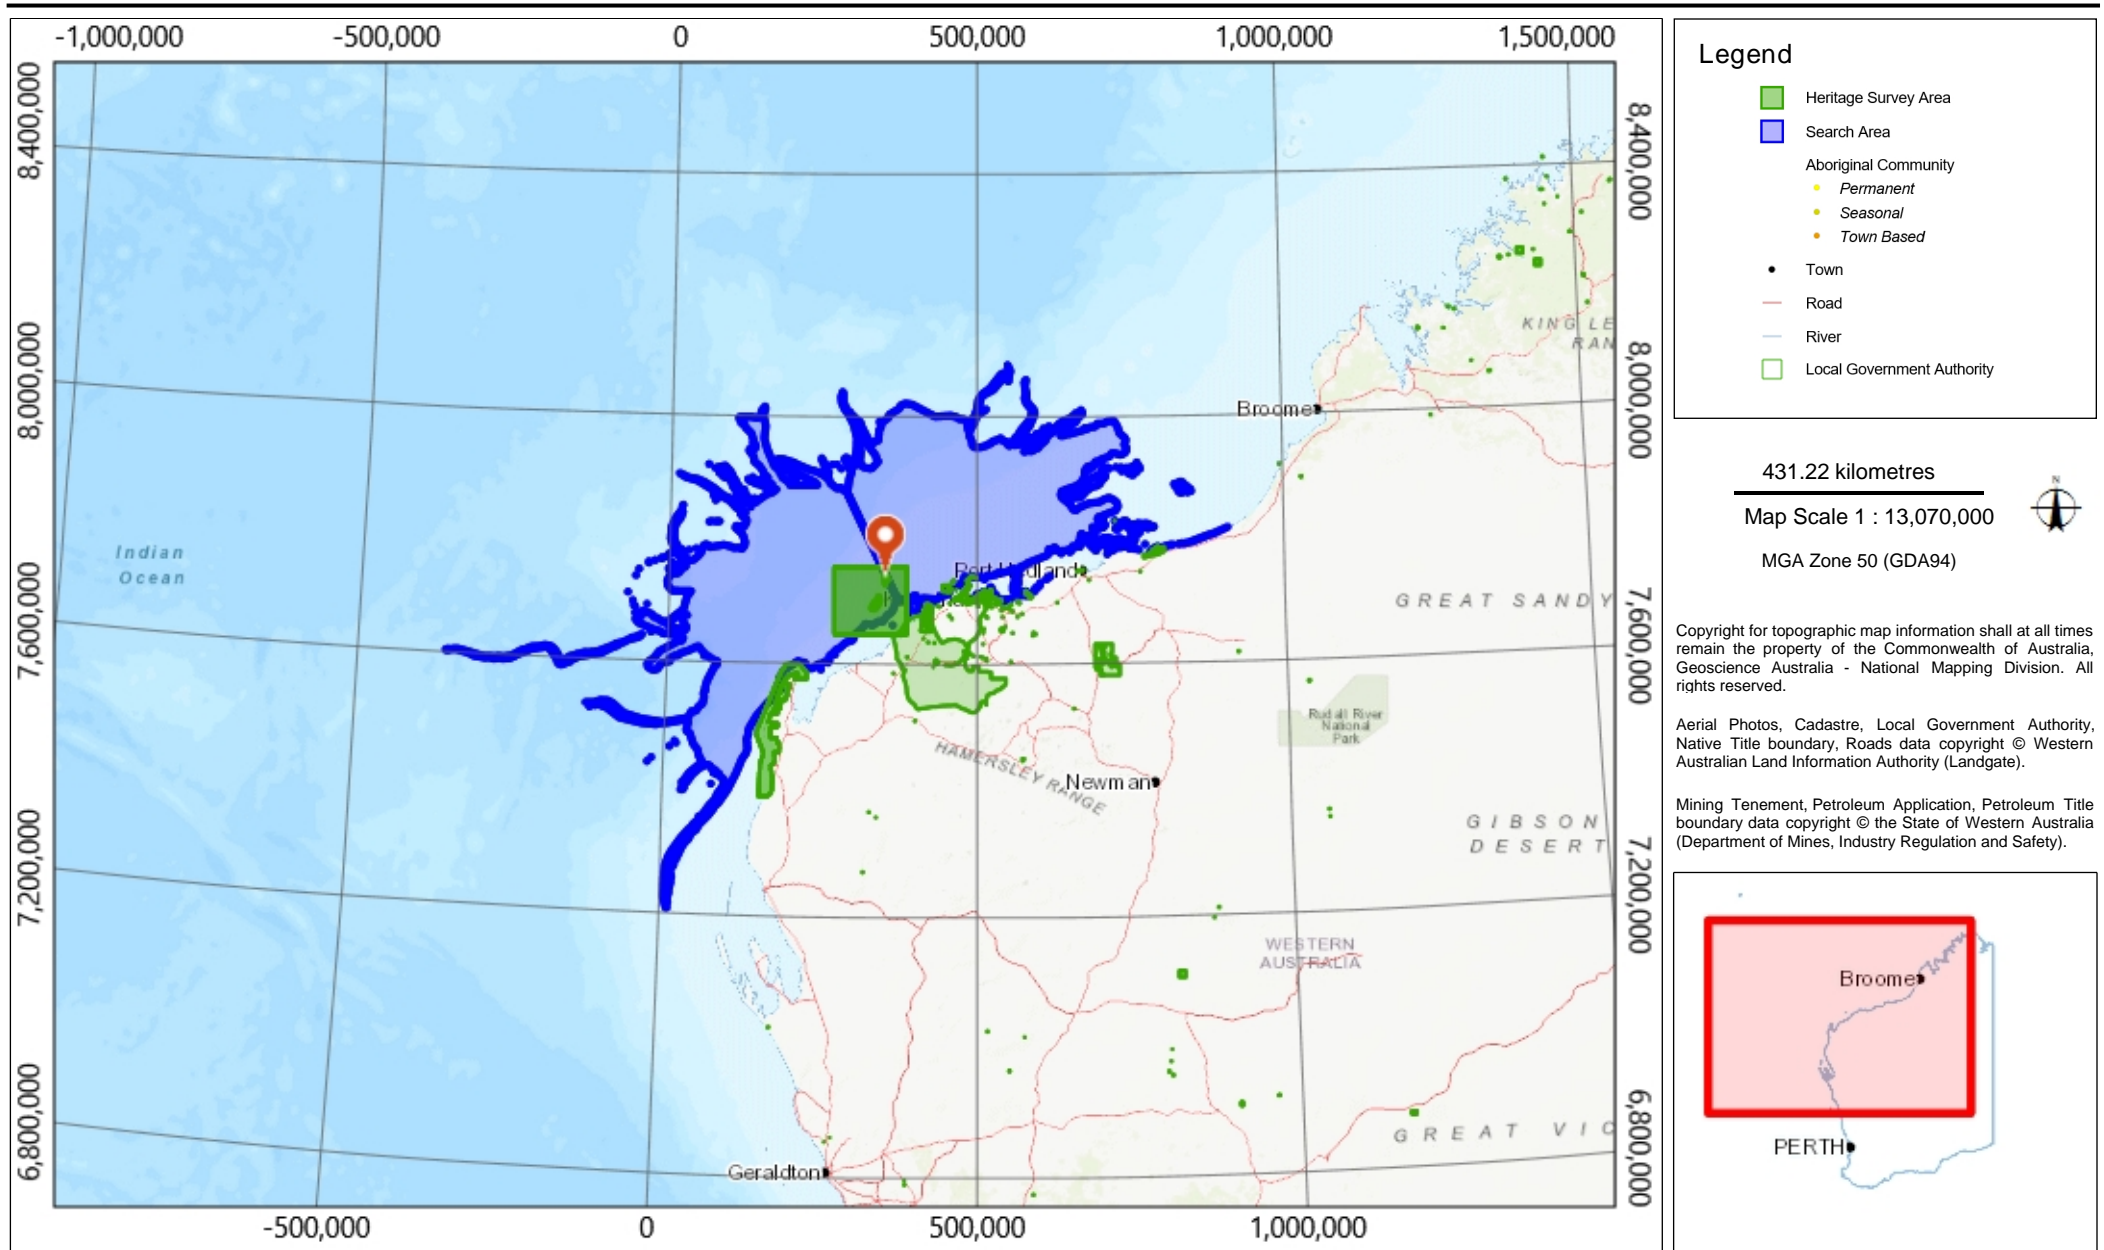 -1,000,000 -500,000 0 500,000 1,000,000 1,500,000
8,400,000
8,000,000
7,600,000
7,200,000
6,800,000
8,400,000
8,000,000
7,600,000
7,200,000
6,800,000
KING LE
RAN
Broome
Indian
Ocean
Port Hedland
GREAT SANDY
Rudall River
National
Park
HAMERSLEY RANGE
Newman
GIBSON
DESERT
WESTERN
AUSTRALIA
GREAT VIC
Geraldton
-500,000 0 500,000 1,000,000
Legend
Heritage Survey Area
Search Area
Aboriginal Community
Permanent
Seasonal
Town Based
Town
Road
River
Local Government Authority
431.22 kilometres
Map Scale 1 : 13,070,000
MGA Zone 50 (GDA94)
N
Copyright for topographic map information shall at all times
remain the property of the Commonwealth of Australia,
Geoscience Australia - National Mapping Division. All
rights reserved.
Aerial Photos, Cadastre, Local Government Authority,
Native Title boundary, Roads data copyright © Western
Australian Land Information Authority (Landgate).
Mining Tenement, Petroleum Application, Petroleum Title
boundary data copyright © the State of Western Australia
(Department of Mines, Industry Regulation and Safety).
Broome
PERTH